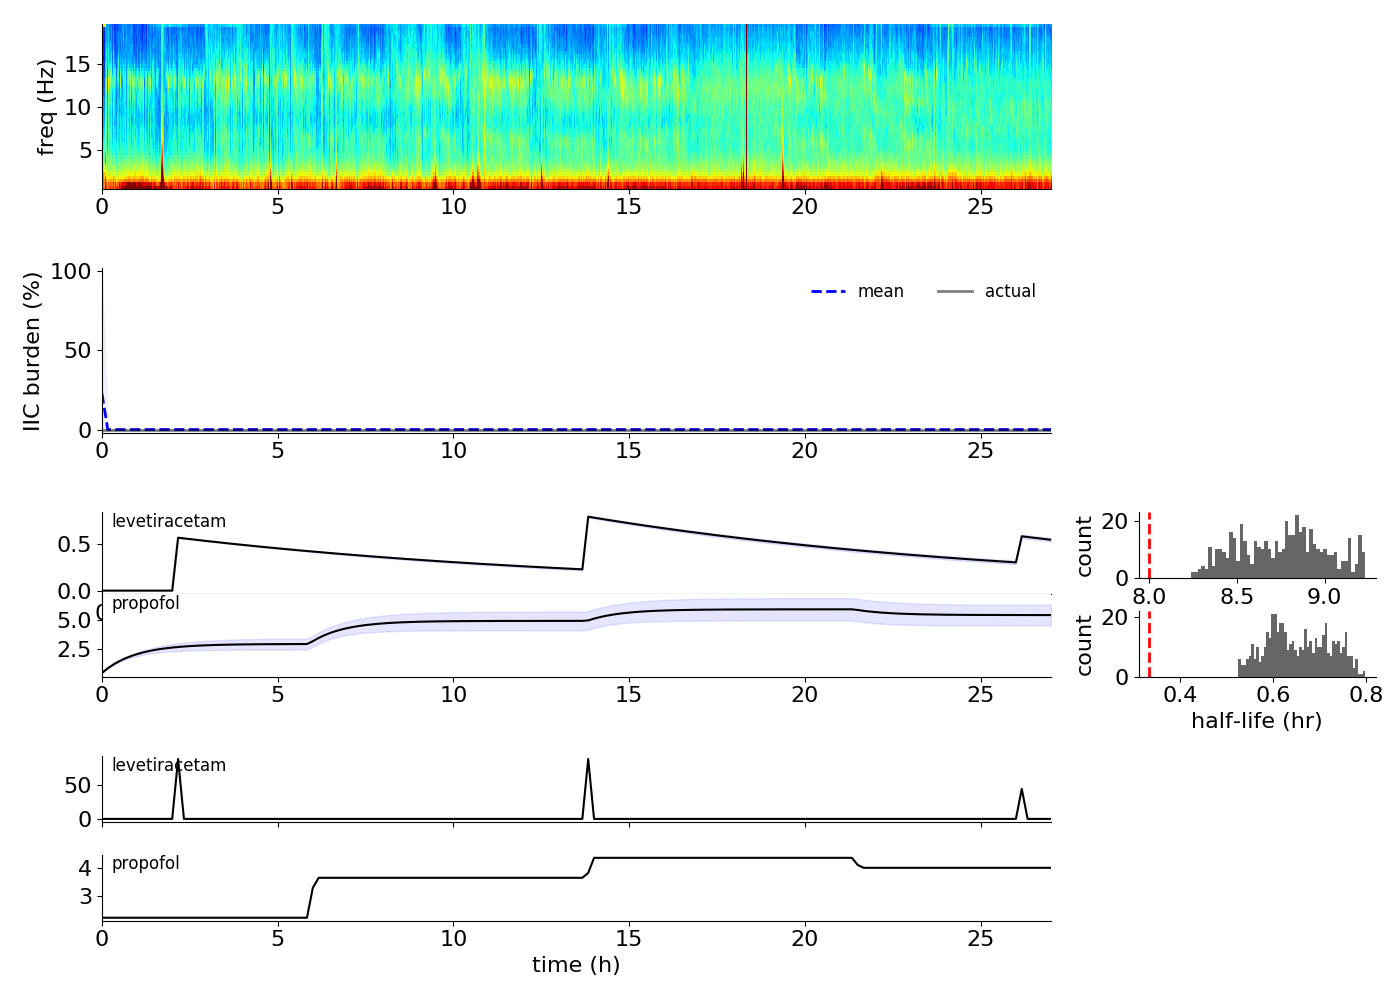 freq (Hz)
15
10
5
0 5 10 15 20 25
IIC burden (%)
100
50
0
mean actual
0 5 10 15 20 25
levetiracetam
0.5
0.0
count
20
0
8.0 8.5 9.0
0
propofol
5.0
2.5
0 5 10 15 20 25
count
20
0
0.4 0.6 0.8
half-life (hr)
levetiracetam
50
0
propofol
4
3
0 5 10 15 20 25
time (h)